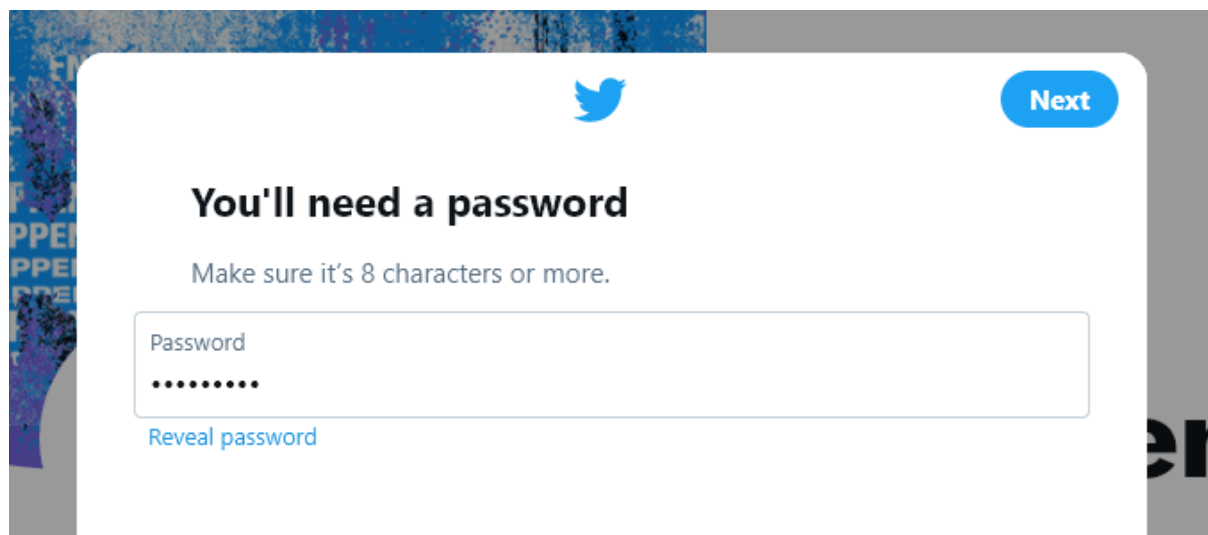 Next
You'll need a password
Make sure it's 8 characters or more.
Password
•••••••••
Reveal password